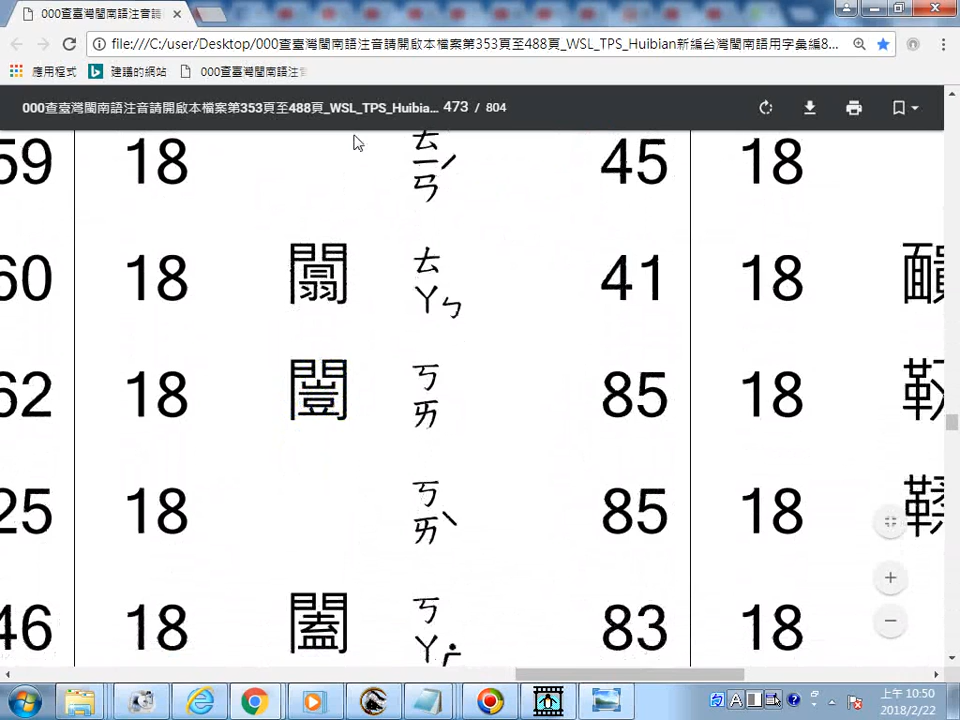 000查臺灣閩南語注音請
file:///C:/user/Desktop/000查臺灣閩南語注音請開啟本檔案第353頁至488頁_WSL_TPS_Huibian新編台灣閩南語用字彙編8...
應用程式 建議的網站 000查臺灣閩南語注音
000查臺灣閩南語注音請開啟本檔案第353頁至488頁_WSL_TPS_Huibia... 473 / 804
59 18 ㄊㄧㄢˊ 45 18
60 18 闒 ㄊㄚㄅ 41 18
62 18 闓 ㄎㄞ 85 18
25 18 ㄎㄞˋ 85 18
46 18 闔 ㄎㄚ 83 18
上午 10:50
2018/2/22